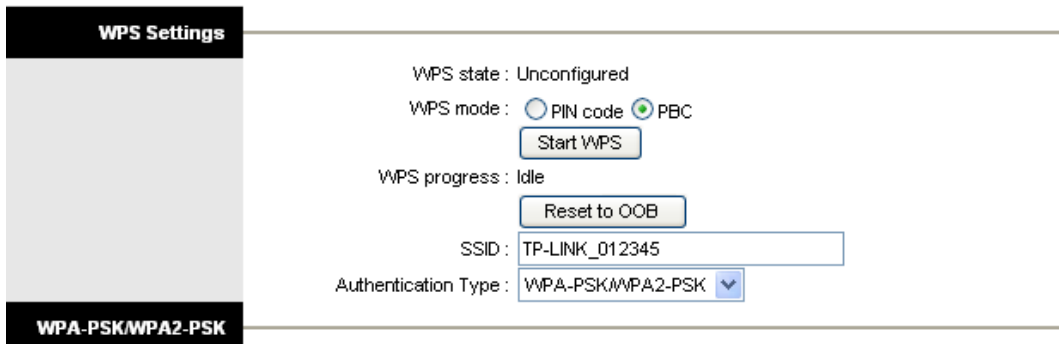 WPS Settings
WPS state : Unconfigured
WPS mode : PIN code PBC
Start WPS
WPS progress : Idle
Reset to OOB
SSID : TP-LINK_012345
Authentication Type : WPA-PSK/WPA2-PSK
WPA-PSK/WPA2-PSK